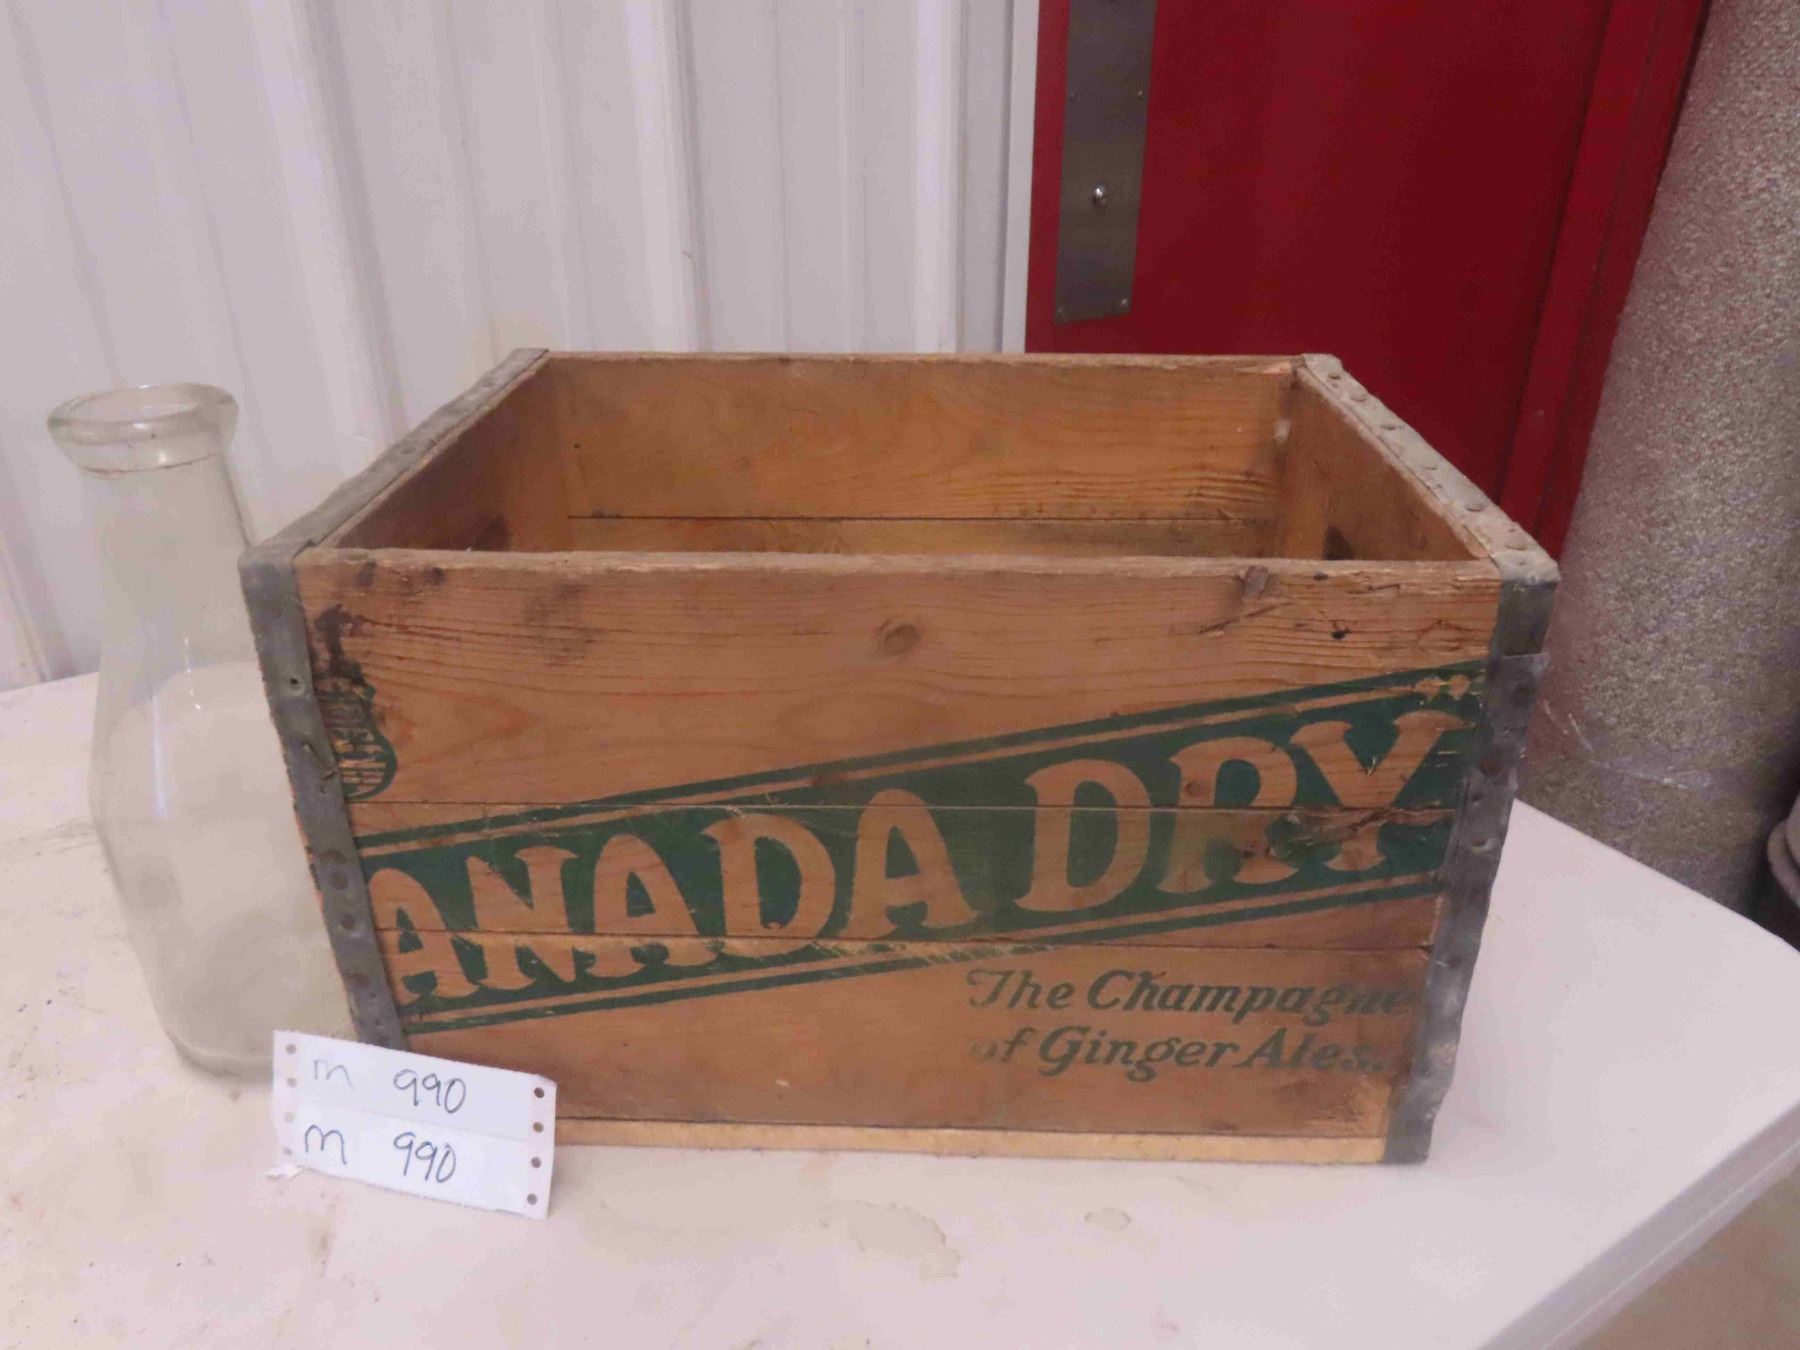 ANADA DRY
The Champagne
of Ginger Ales.
m 990
m 990